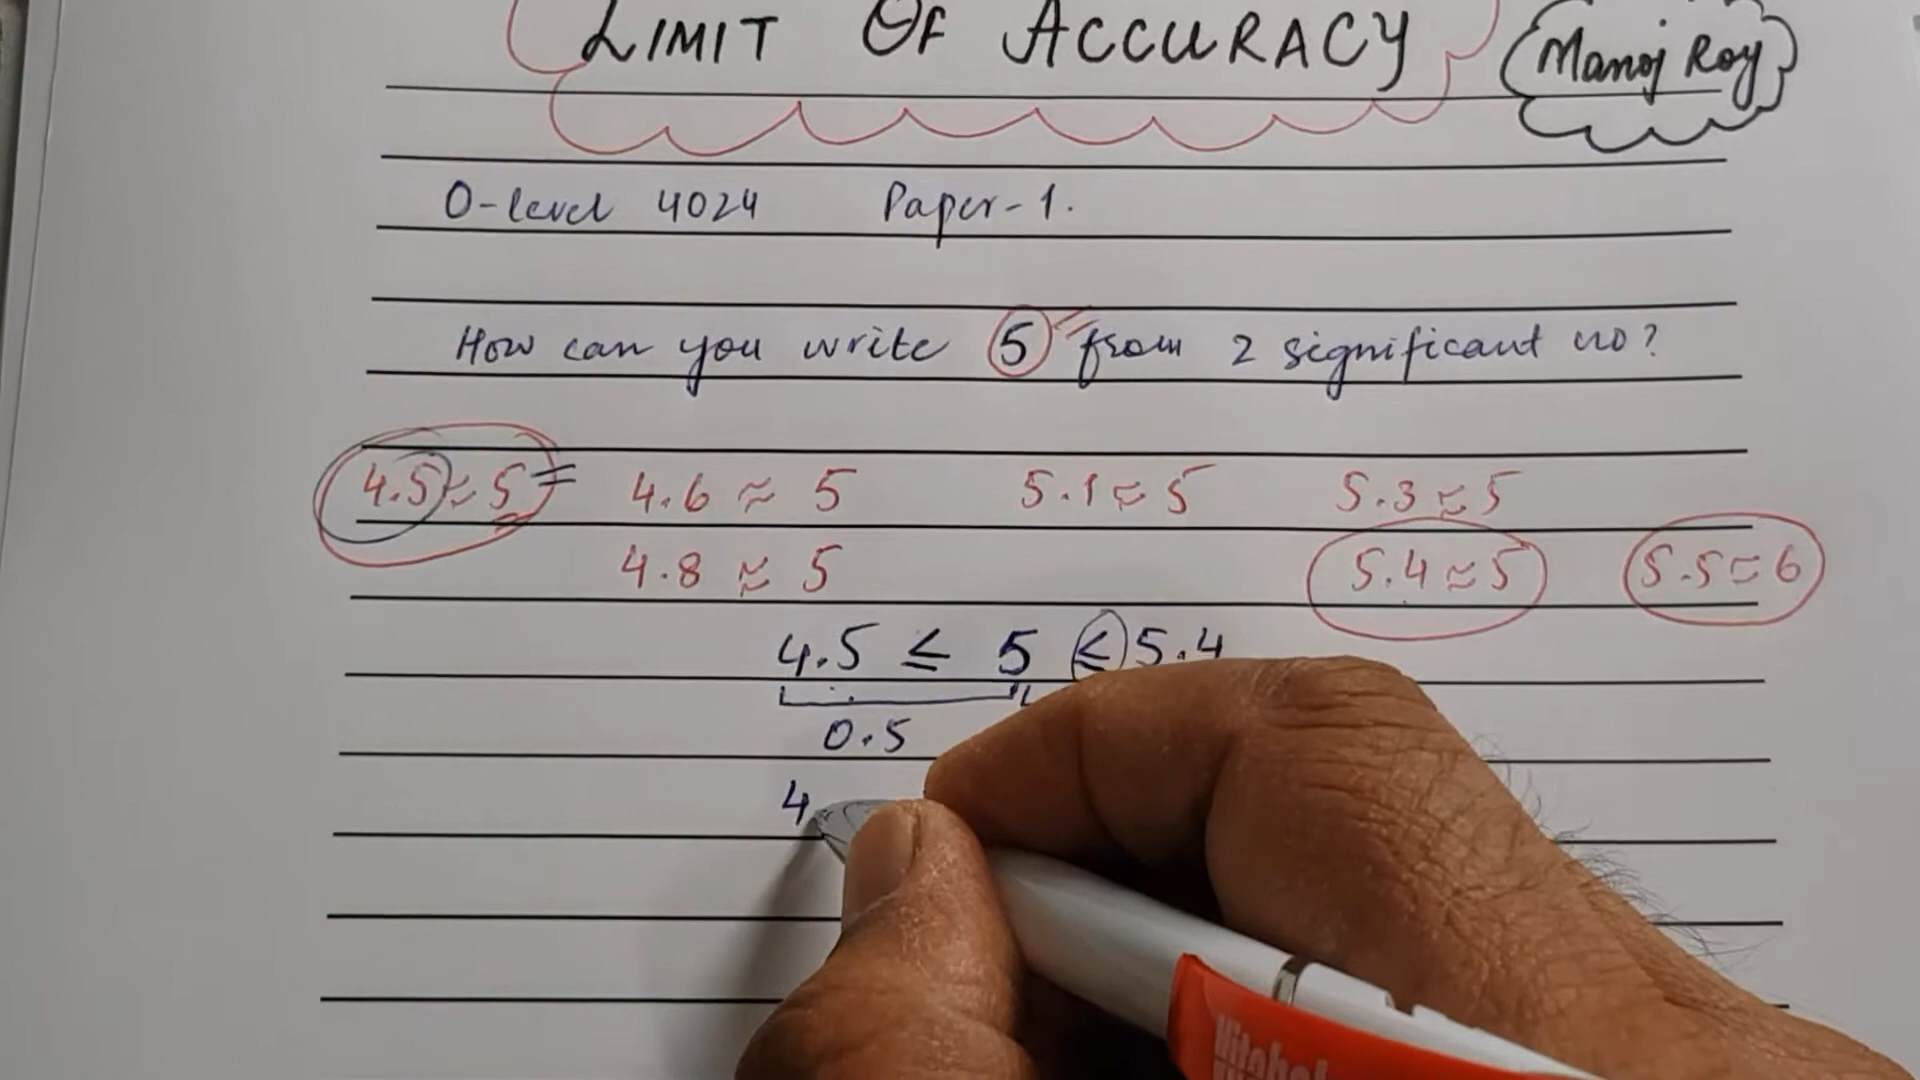 LIMIT OF ACCURACY
Manoj Roy
O-level 4024 Paper-1.
How can you write 5 from 2 significant no?
4.5≈5 = 4.6 ≈ 5 5.1≈5 5.3≈5
4.8 ≈ 5 5.4≈5 5.5≈6
4.5 ≤ 5 ≤ 5.4
0.5
4